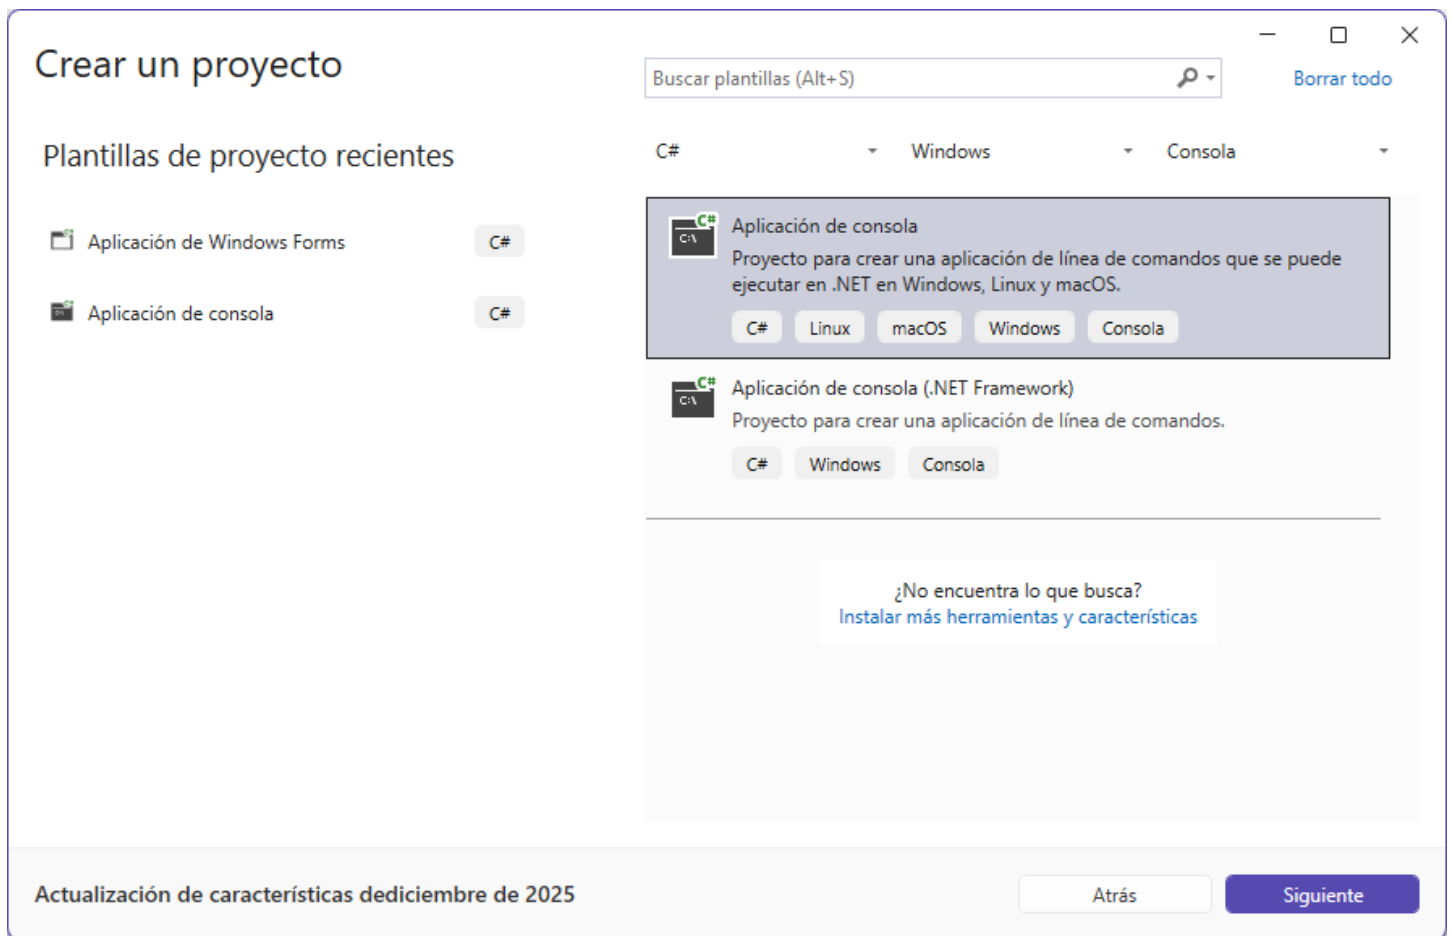 Crear un proyecto
Buscar plantillas (Alt+S)
Borrar todo
Plantillas de proyecto recientes
Aplicación de Windows Forms C#
Aplicación de consola C#
C# Windows Consola
C# C:\ Aplicación de consola
Proyecto para crear una aplicación de línea de comandos que se puede
ejecutar en .NET en Windows, Linux y macOS.
C# Linux macOS Windows Consola
C# C:\ Aplicación de consola (.NET Framework)
Proyecto para crear una aplicación de línea de comandos.
C# Windows Consola
¿No encuentra lo que busca?
Instalar más herramientas y características
Actualización de características dediciembre de 2025
Atrás Siguiente